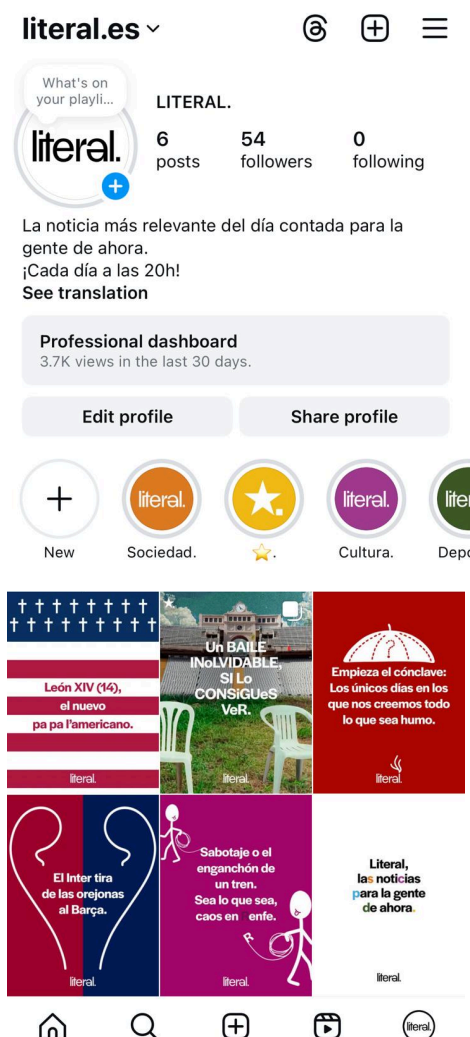 literal.es
What's on
your playli...
literal.
LITERAL.
6
posts
54
followers
0
following
La noticia más relevante del día contada para la
gente de ahora.
¡Cada día a las 20h!
See translation
Professional dashboard
3.7K views in the last 30 days.
Edit profile
Share profile
literal.
literal.
liter
New
Sociedad.
⭐.
Cultura.
Depo
León XIV (14),
el nuevo
pa pa l'americano.
literal.
Un BAILE
INoLVIDABLE,
SI Lo
CONSiGUeS
VeR.
literal.
?
Empieza el cónclave:
Los únicos días en los
que nos creemos todo
lo que sea humo.
literal.
El Inter tira
de las orejonas
al Barça.
literal.
Sabotaje o el
enganchón de
un tren.
Sea lo que sea,
caos en enfe.
R
literal.
Literal,
las noticias
para la gente
de ahora.
literal.
literal.